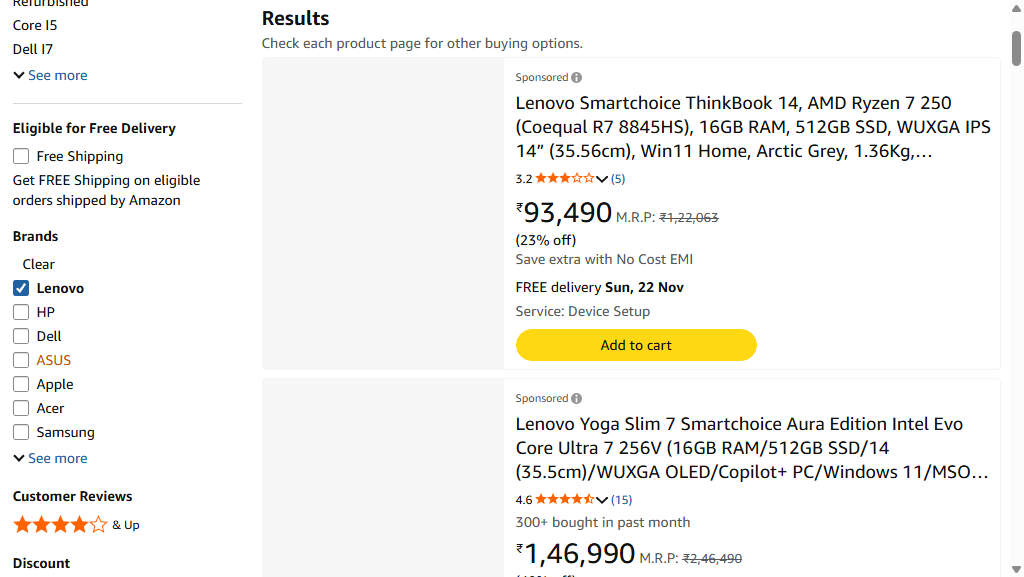 Refurbished
Core I5
Dell I7
See more
Eligible for Free Delivery
Free Shipping
Get FREE Shipping on eligible
orders shipped by Amazon
Brands
Clear
Lenovo
HP
Dell
ASUS
Apple
Acer
Samsung
See more
Customer Reviews
& Up
Discount
Results
Check each product page for other buying options.
Sponsored
Lenovo Smartchoice ThinkBook 14, AMD Ryzen 7 250
(Coequal R7 8845HS), 16GB RAM, 512GB SSD, WUXGA IPS
14” (35.56cm), Win11 Home, Arctic Grey, 1.36Kg,…
3.2 (5)
₹93,490 M.R.P: ₹1,22,063
(23% off)
Save extra with No Cost EMI
FREE delivery Sun, 22 Nov
Service: Device Setup
Add to cart
Sponsored
Lenovo Yoga Slim 7 Smartchoice Aura Edition Intel Evo
Core Ultra 7 256V (16GB RAM/512GB SSD/14
(35.5cm)/WUXGA OLED/Copilot+ PC/Windows 11/MSO…
4.6 (15)
300+ bought in past month
₹1,46,990 M.R.P: ₹2,46,490